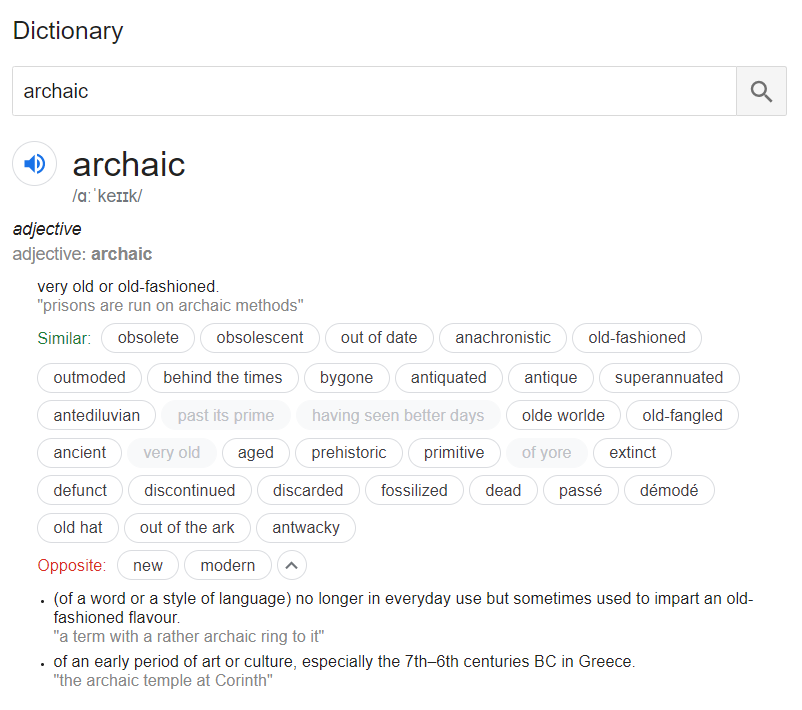 Dictionary
archaic
archaic
/ɑːˈkeɪɪk/
adjective
adjective: archaic
very old or old-fashioned.
"prisons are run on archaic methods"
Similar: obsolete obsolescent out of date anachronistic old-fashioned
outmoded behind the times bygone antiquated antique superannuated
antediluvian past its prime having seen better days olde worlde old-fangled
ancient very old aged prehistoric primitive of yore extinct
defunct discontinued discarded fossilized dead passé démodé
old hat out of the ark antwacky
Opposite: new modern
• (of a word or a style of language) no longer in everyday use but sometimes used to impart an old-
fashioned flavour.
"a term with a rather archaic ring to it"
• of an early period of art or culture, especially the 7th–6th centuries BC in Greece.
"the archaic temple at Corinth"